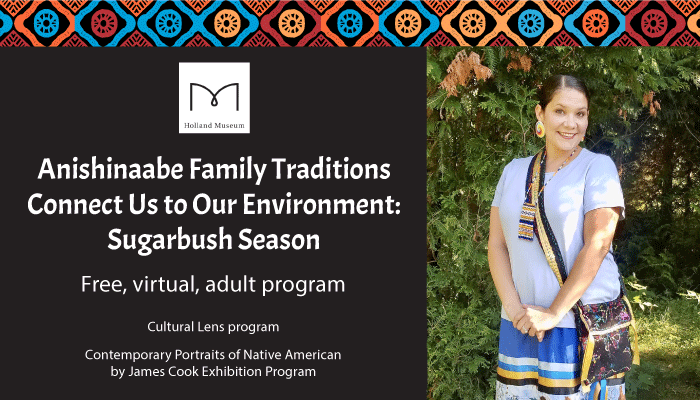 Holland Museum
Anishinaabe Family Traditions
Connect Us to Our Environment:
Sugarbush Season
Free, virtual, adult program
Cultural Lens program
Contemporary Portraits of Native American
by James Cook Exhibition Program